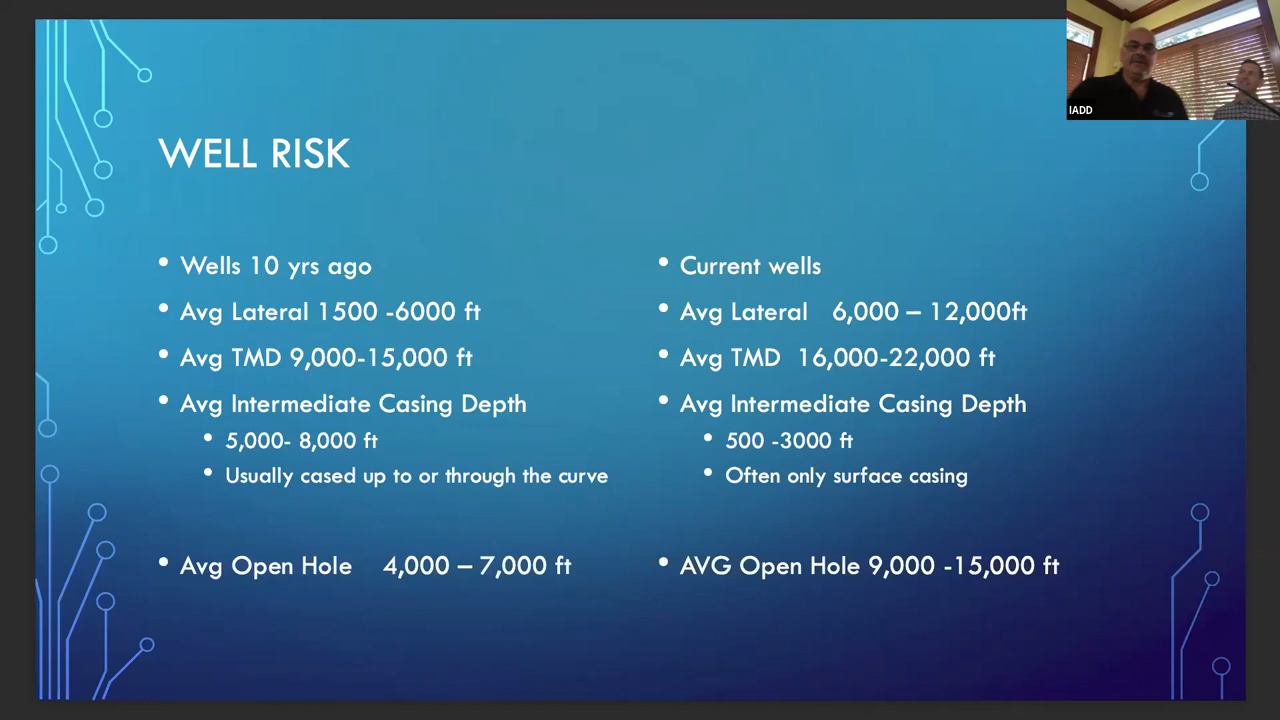 IADD
WELL RISK
• Wells 10 yrs ago
• Avg Lateral 1500 -6000 ft
• Avg TMD 9,000-15,000 ft
• Avg Intermediate Casing Depth
• 5,000- 8,000 ft
• Usually cased up to or through the curve
• Avg Open Hole 4,000 – 7,000 ft
• Current wells
• Avg Lateral 6,000 – 12,000ft
• Avg TMD 16,000-22,000 ft
• Avg Intermediate Casing Depth
• 500 -3000 ft
• Often only surface casing
• AVG Open Hole 9,000 -15,000 ft